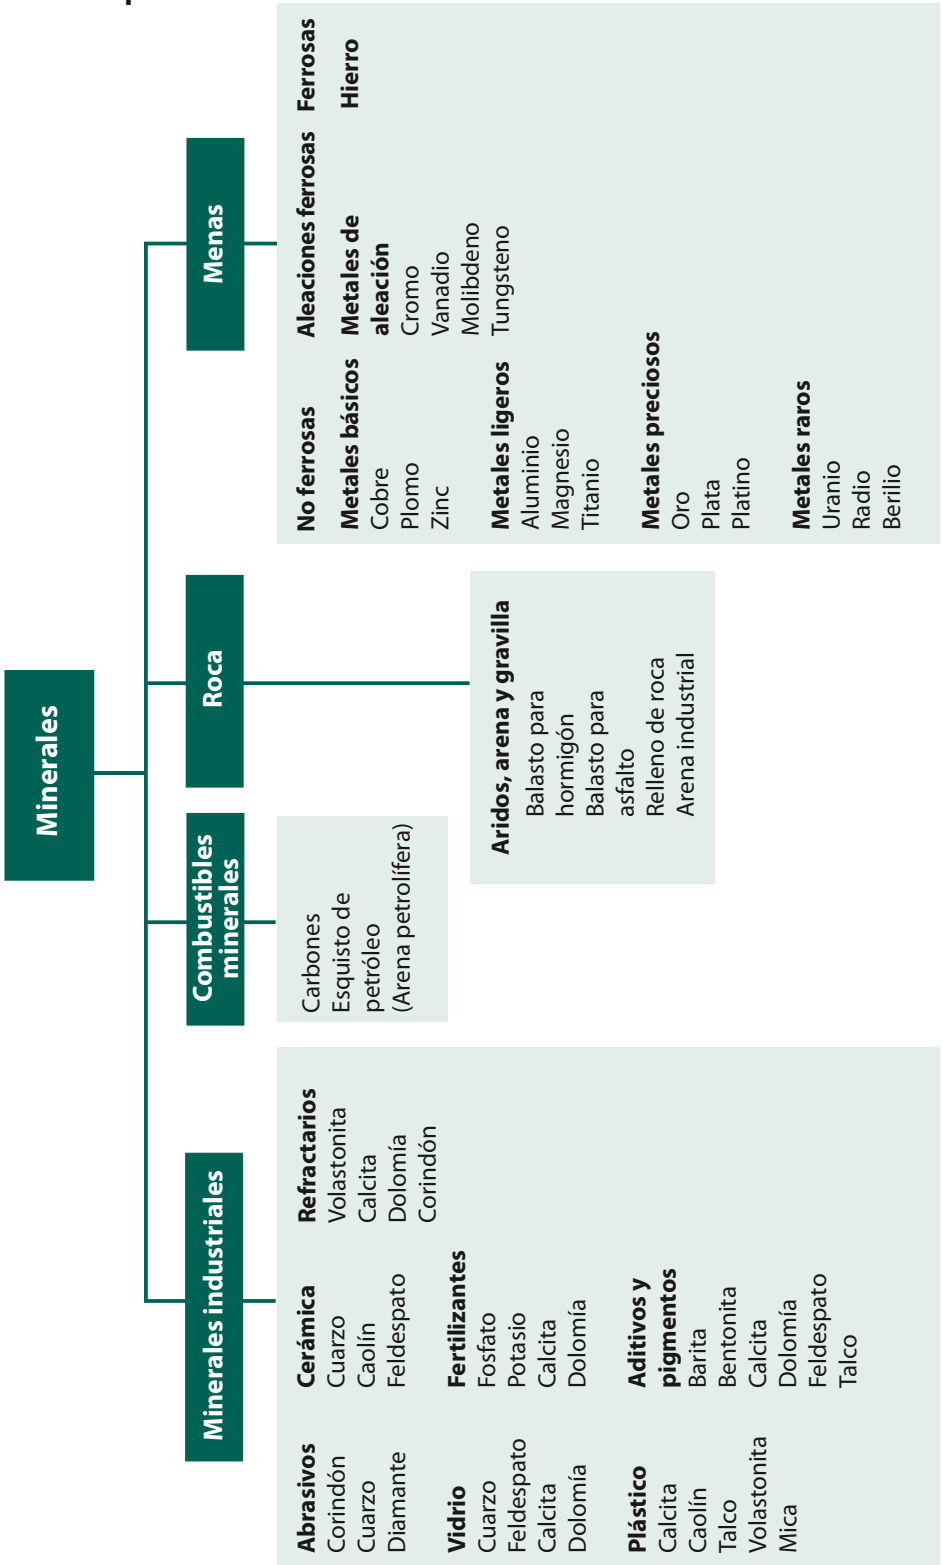 Minerales
Minerales industriales
Abrasivos
Corindón
Cuarzo
Diamante
Vidrio
Cuarzo
Feldespato
Calcita
Dolomía
Plástico
Calcita
Caolín
Talco
Volastonita
Mica
Cerámica
Cuarzo
Caolín
Feldespato
Fertilizantes
Fosfato
Potasio
Calcita
Dolomía
Aditivos y
pigmentos
Barita
Bentonita
Calcita
Dolomía
Feldespato
Talco
Refractarios
Volastonita
Calcita
Dolomía
Corindón
Combustibles
minerales
Carbones
Esquisto de
petróleo
(Arena petrolífera)
Roca
Aridos, arena y gravilla
Balasto para
hormigón
Balasto para
asfalto
Relleno de roca
Arena industrial
Menas
No ferrosas
Metales básicos
Cobre
Plomo
Zinc
Metales ligeros
Aluminio
Magnesio
Titanio
Metales preciosos
Oro
Plata
Platino
Metales raros
Uranio
Radio
Berilio
Aleaciones ferrosas
Metales de
aleación
Cromo
Vanadio
Molibdeno
Tungsteno
Ferrosas
Hierro